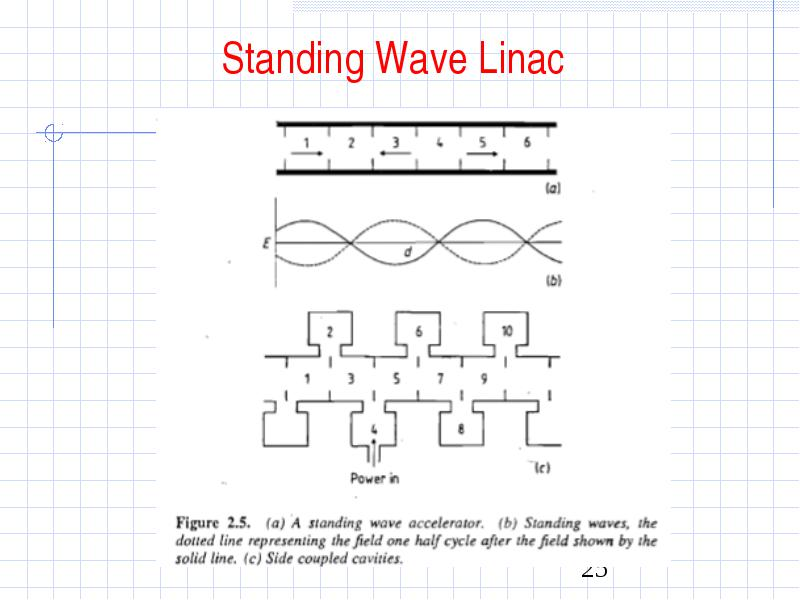 Standing Wave Linac
1 2 3 4 5 6
(a)
E d
(b)
2 6 10
1 3 5 7 9
4 8
Power in
(c)
Figure 2.5. (a) A standing wave accelerator. (b) Standing waves, the
dotted line representing the field one half cycle after the field shown by the
solid line. (c) Side coupled cavities.